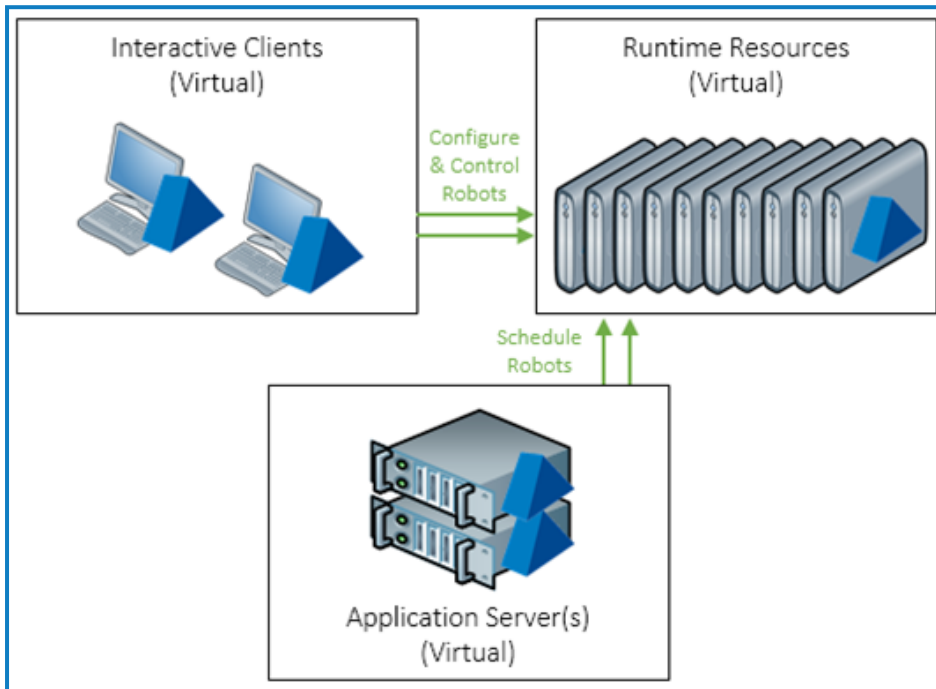 Interactive Clients
(Virtual)
Runtime Resources
(Virtual)
Configure
& Control
Robots
Schedule
Robots
Application Server(s)
(Virtual)